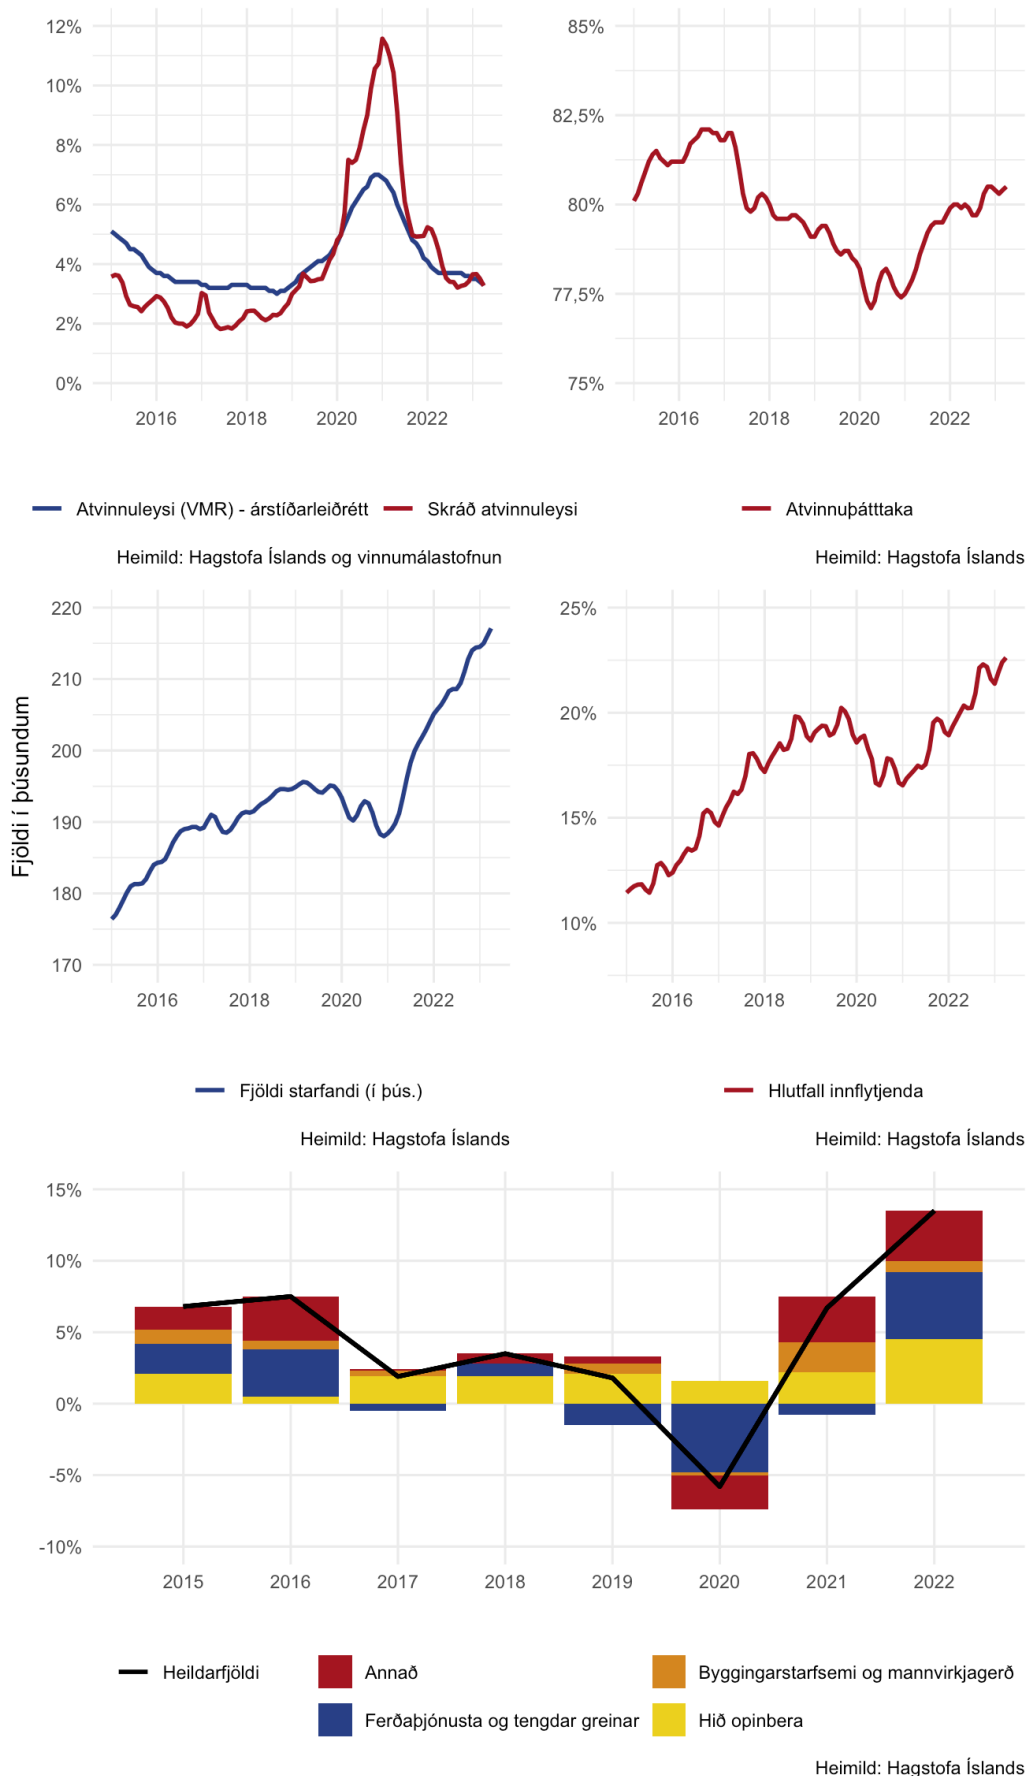 12%
10%
8%
6%
4%
2%
0%
2016 2018 2020 2022
Atvinnuleysi (VMR) - árstíðarleiðrétt Skráð atvinnuleysi
Heimild: Hagstofa Íslands og vinnumálastofnun
85%
82,5%
80%
77,5%
75%
2016 2018 2020 2022
Atvinnuþátttaka
Heimild: Hagstofa Íslands
Fjöldi í þúsundum
220
210
200
190
180
170
2016 2018 2020 2022
Fjöldi starfandi (í þús.)
Heimild: Hagstofa Íslands
25%
20%
15%
10%
2016 2018 2020 2022
Hlutfall innflytjenda
Heimild: Hagstofa Íslands
15%
10%
5%
0%
-5%
-10%
2015 2016 2017 2018 2019 2020 2021 2022
Heildarfjöldi Annað Byggingarstarfsemi og mannvirkjagerð
Ferðaþjónusta og tengdar greinar Hið opinbera
Heimild: Hagstofa Íslands